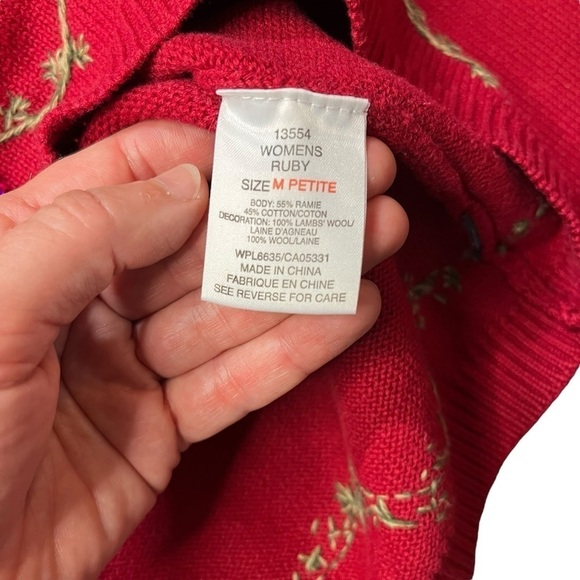 13554
WOMENS
RUBY
SIZE M PETITE
BODY: 55% RAMIE
45% COTTON/COTON
DECORATION: 100% LAMBS' WOOL/
LAINE D'AGNEAU
100% WOOL/LAINE
WPL6635/CA05331
MADE IN CHINA
FABRIQUE EN CHINE
SEE REVERSE FOR CARE